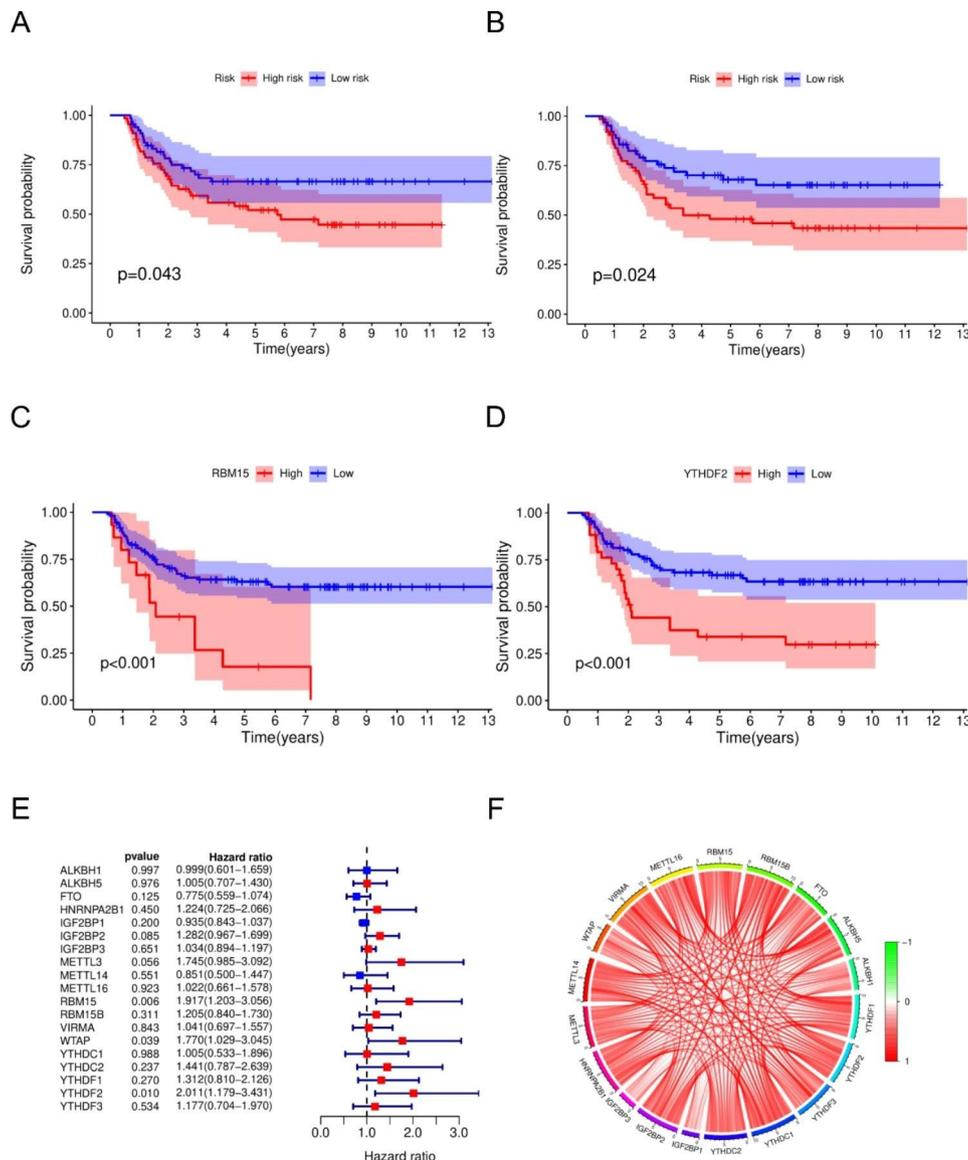 A
B
Risk High risk Low risk
Risk High risk Low risk
Survival probability
1.00
0.75
0.50
0.25
0.00
p=0.043
0 1 2 3 4 5 6 7 8 9 10 11 12 13
Time(years)
Survival probability
1.00
0.75
0.50
0.25
0.00
p=0.024
0 1 2 3 4 5 6 7 8 9 10 11 12 13
Time(years)
C
D
RBM15 High Low
YTHDF2 High Low
Survival probability
1.00
0.75
0.50
0.25
0.00
p<0.001
0 1 2 3 4 5 6 7 8 9 10 11 12 13
Time(years)
Survival probability
1.00
0.75
0.50
0.25
0.00
p<0.001
0 1 2 3 4 5 6 7 8 9 10 11 12 13
Time(years)
E
F
pvalue Hazard ratio
ALKBH1 0.997 0.999(0.601−1.659)
ALKBH5 0.976 1.005(0.707−1.430)
FTO 0.125 0.775(0.559−1.074)
HNRNPA2B1 0.450 1.224(0.725−2.066)
IGF2BP1 0.200 0.935(0.843−1.037)
IGF2BP2 0.085 1.282(0.967−1.699)
IGF2BP3 0.651 1.034(0.894−1.197)
METTL3 0.056 1.745(0.985−3.092)
METTL14 0.551 0.851(0.500−1.447)
METTL16 0.923 1.022(0.661−1.578)
RBM15 0.006 1.917(1.203−3.056)
RBM15B 0.311 1.205(0.840−1.730)
VIRMA 0.843 1.041(0.697−1.557)
WTAP 0.039 1.770(1.029−3.045)
YTHDC1 0.988 1.005(0.533−1.896)
YTHDC2 0.237 1.441(0.787−2.639)
YTHDF1 0.270 1.312(0.810−2.126)
YTHDF2 0.010 2.011(1.179−3.431)
YTHDF3 0.534 1.177(0.704−1.970)
0.0 1.0 2.0 3.0
Hazard ratio
RBM15
RBM15B
FTO
ALKBH5
ALKBH1
YTHDF1
YTHDF2
YTHDF3
YTHDC1
YTHDC2
IGF2BP1
IGF2BP2
IGF2BP3
HNRNPA2B1
METTL3
METTL14
WTAP
VIRMA
METTL16
−1
0
1